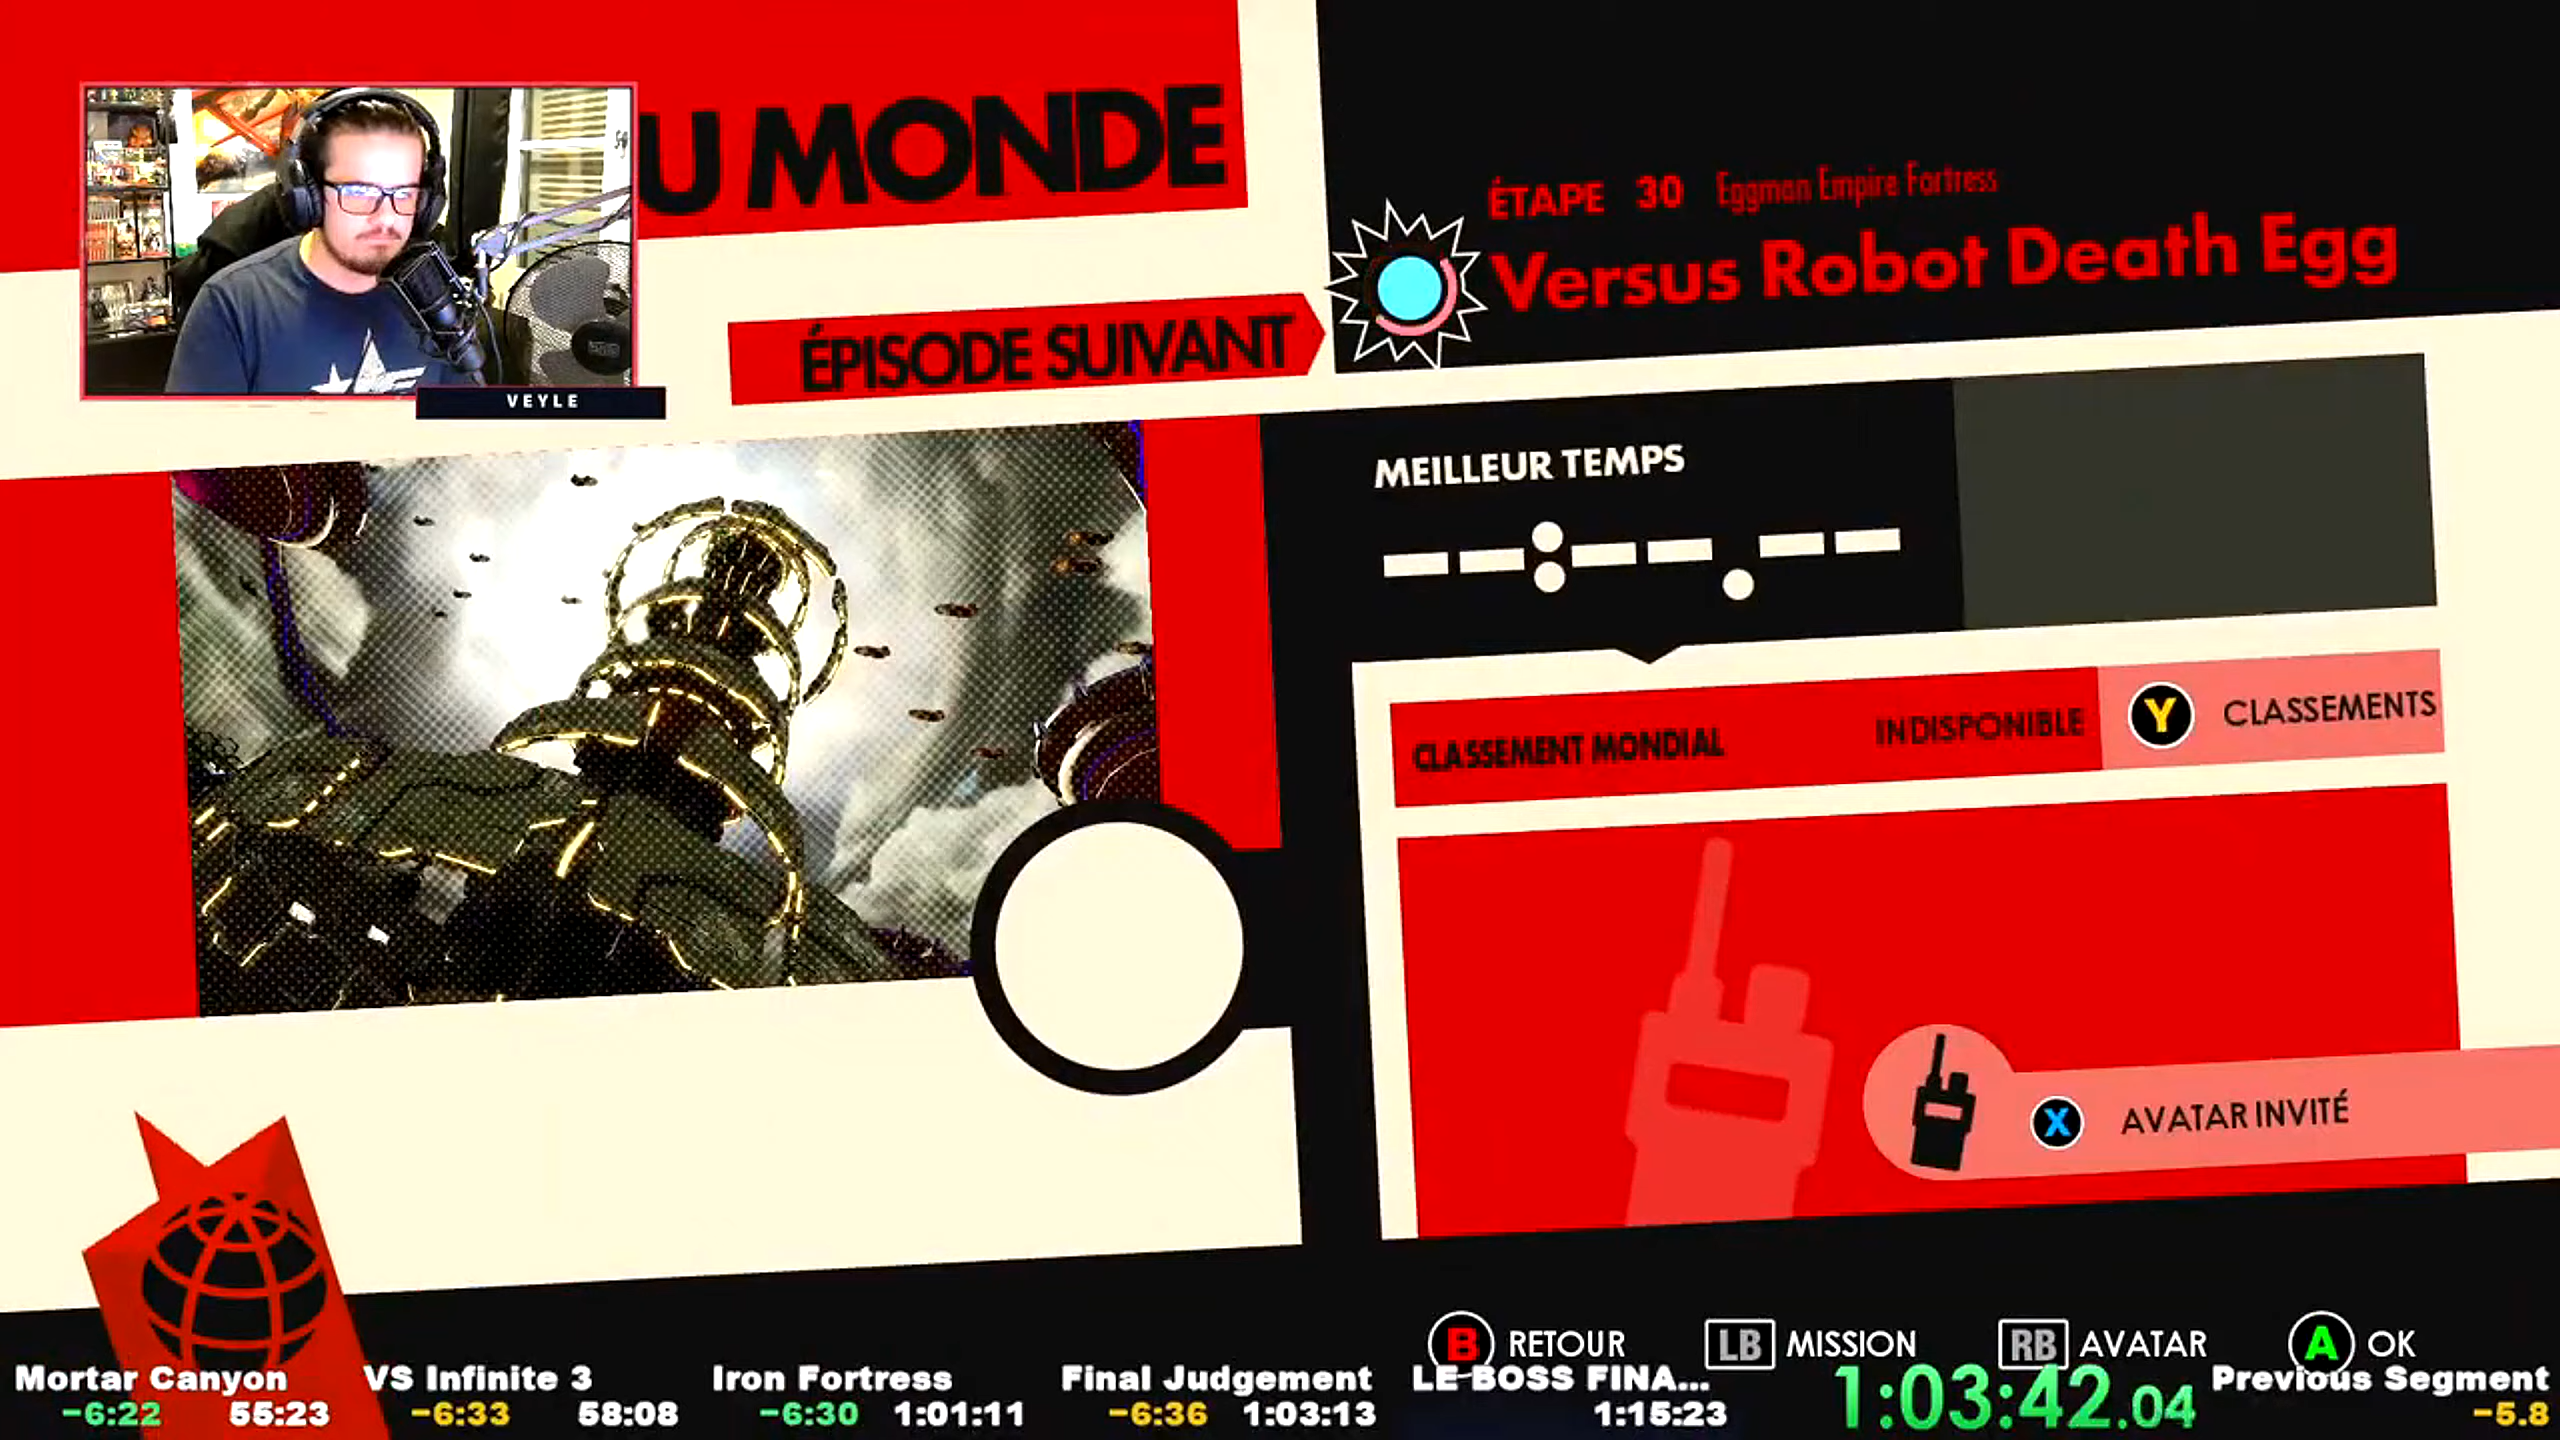 U MONDE
VEYLE
ÉPISODE SUIVANT
ÉTAPE 30 Eggman Empire Fortress
Versus Robot Death Egg
MEILLEUR TEMPS
CLASSEMENT MONDIAL INDISPONIBLE Y CLASSEMENTS
X AVATAR INVITÉ
B RETOUR LB MISSION RB AVATAR A OK
Mortar Canyon
-6:22 55:23
VS Infinite 3
-6:33 58:08
Iron Fortress
-6:30 1:01:11
Final Judgement
-6:36 1:03:13
LE BOSS FINA...
1:15:23
1:03:42.04
Previous Segment
-5.8